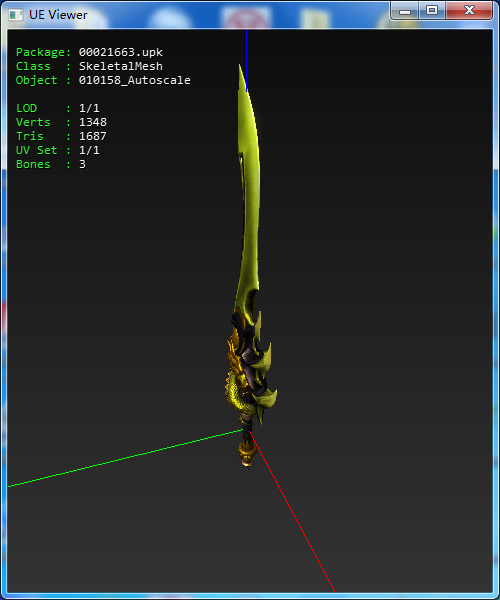 UE Viewer
Package: 00021663.upk
Class : SkeletalMesh
Object : 010158_Autoscale
LOD : 1/1
Verts : 1348
Tris : 1687
UV Set : 1/1
Bones : 3